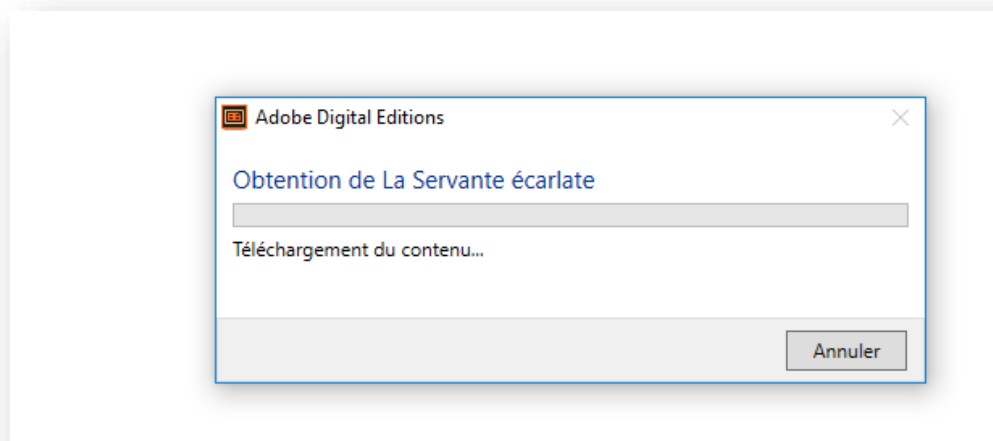 Adobe Digital Editions
Obtention de La Servante écarlate
Téléchargement du contenu...
Annuler